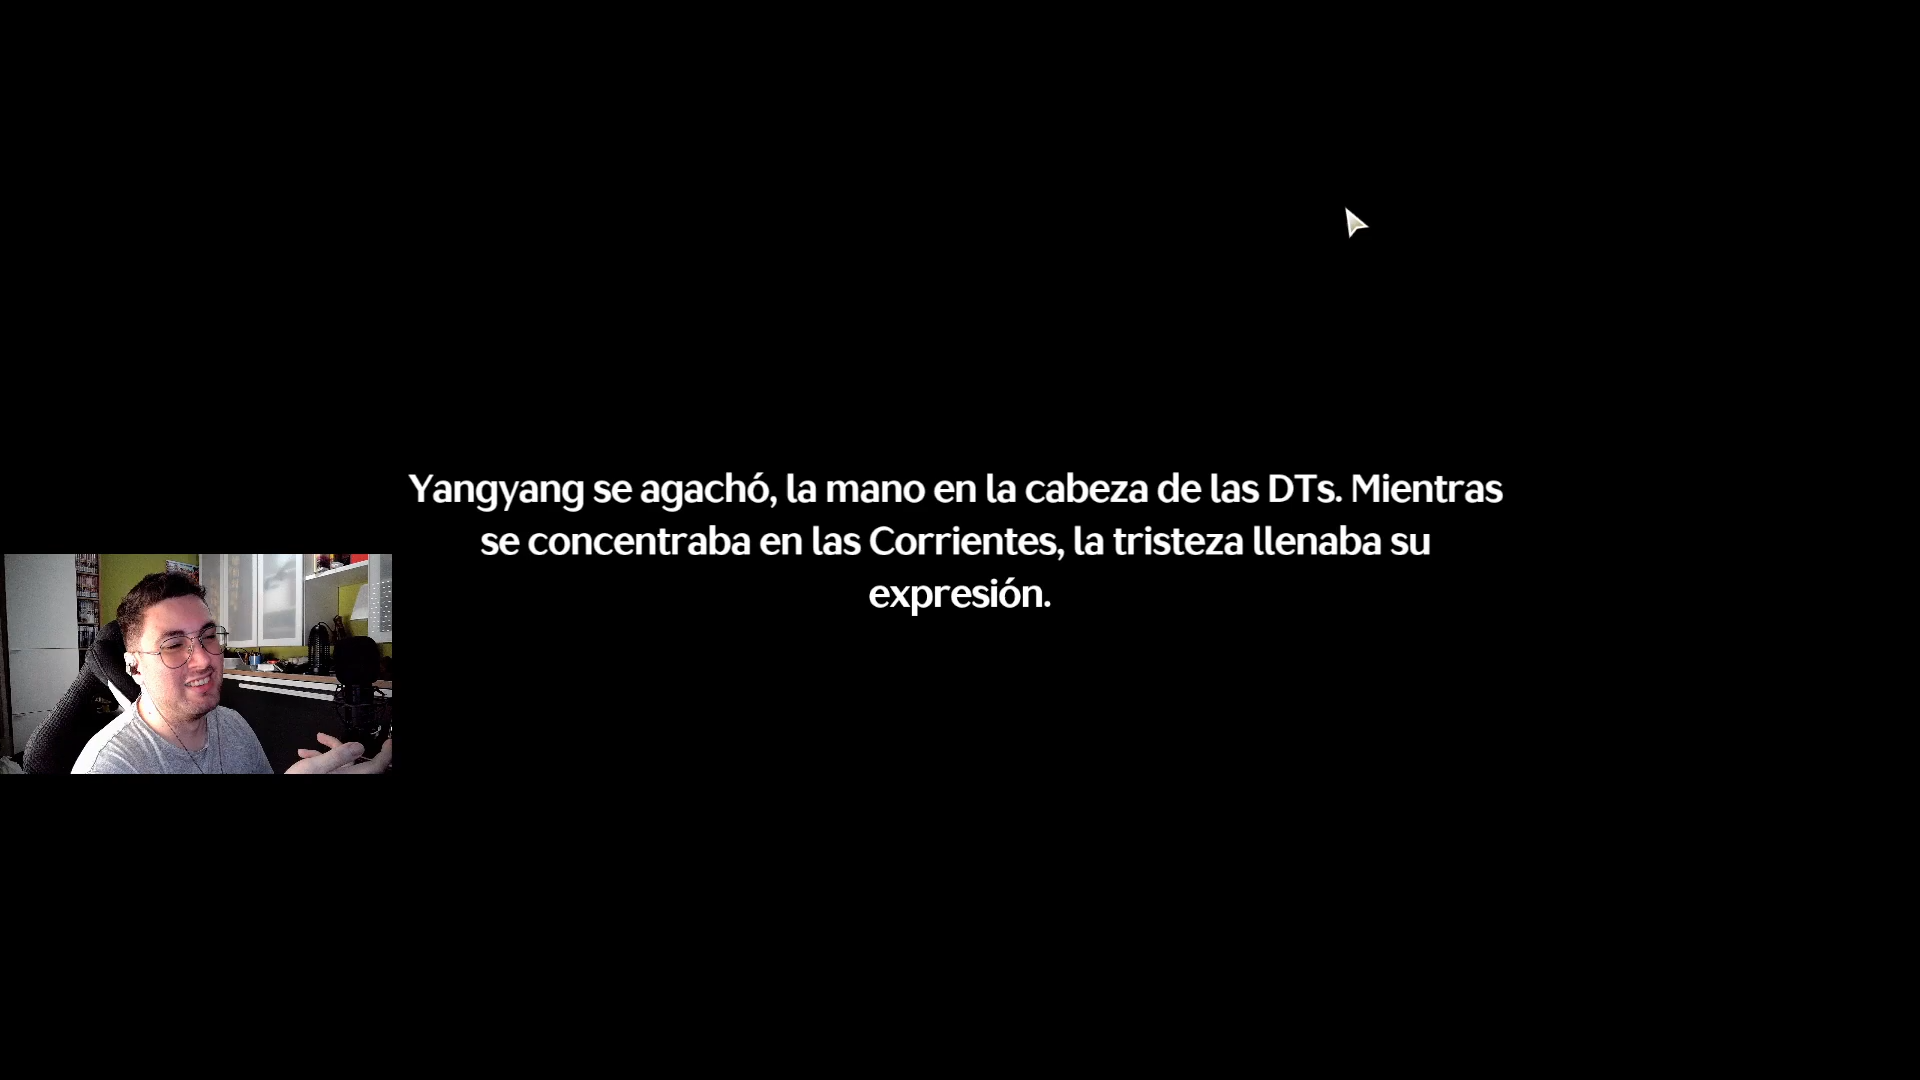 Yangyang se agachó, la mano en la cabeza de las DTs. Mientras
se concentraba en las Corrientes, la tristeza llenaba su
expresión.